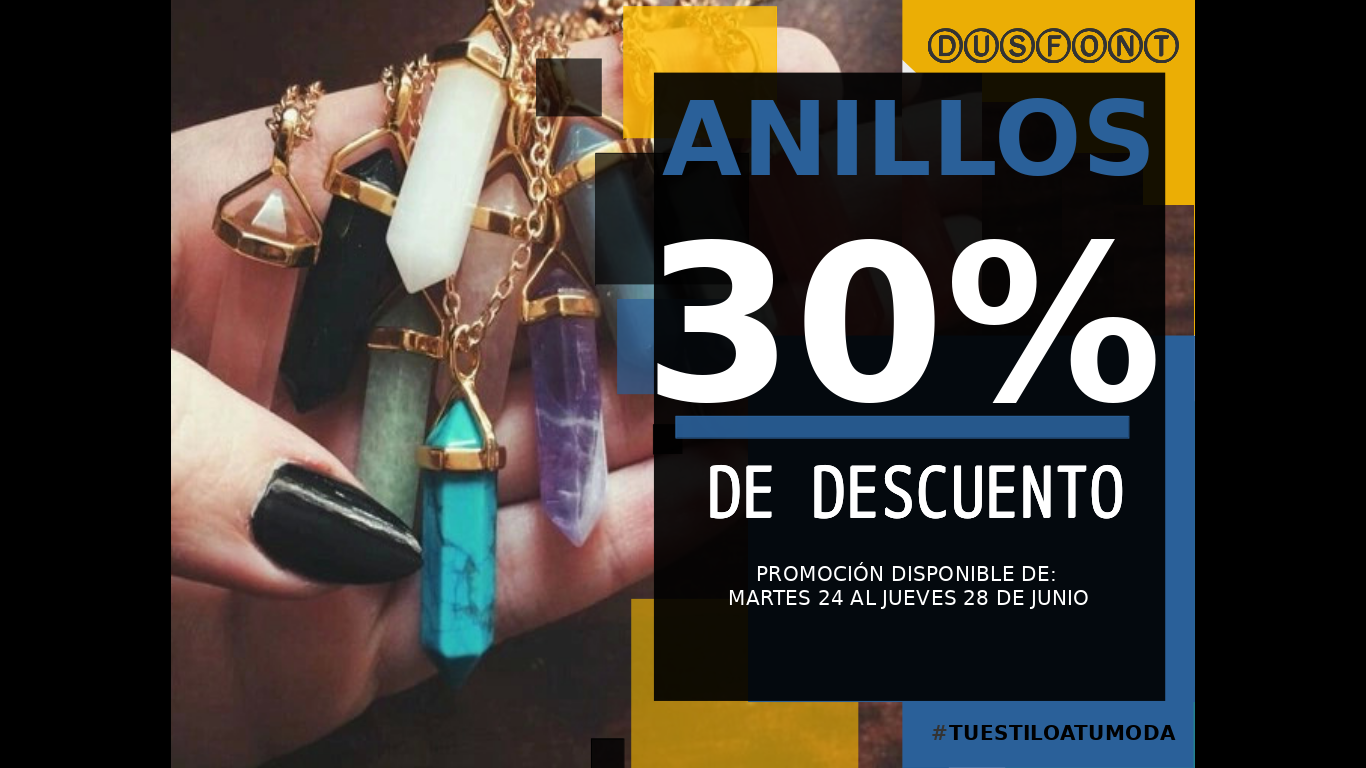 DUSFONT
ANILLOS
30%
DE DESCUENTO
PROMOCIÓN DISPONIBLE DE:
MARTES 24 AL JUEVES 28 DE JUNIO
#TUESTILOATUMODA